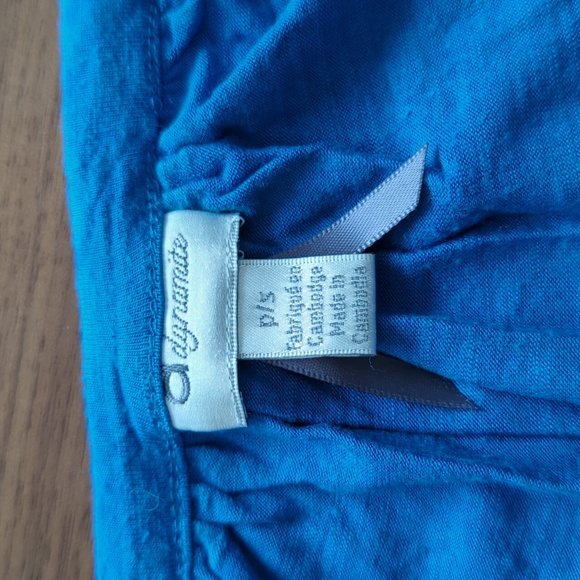 dynamite
p/s
Fabriqué en
Cambodge
Made in
Cambodia